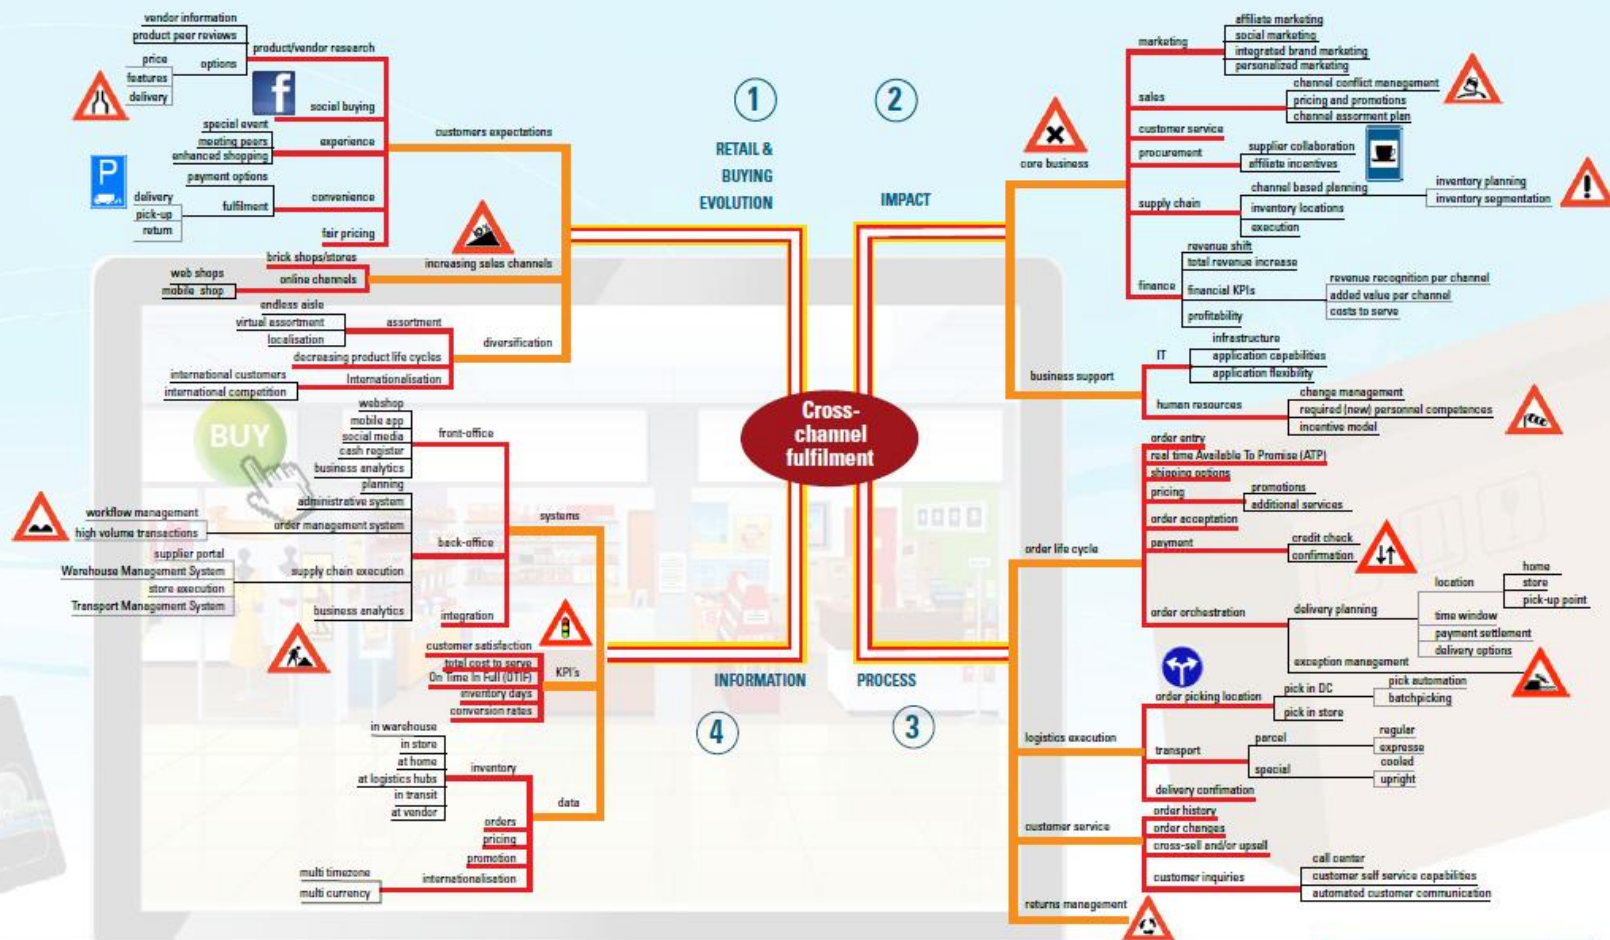 vendor information
product peer reviews
product/vendor research
price
options
features
delivery
social buying
special event
meeting peers
experience
enhanced shopping
customers expectations
P
payment options
delivery
convenience
pick-up
fulfilment
return
fair pricing
10%
brick shops/stores
increasing sales channels
web shops
online channels
mobile shop
endless aisle
virtual assortment
assortment
localisation
diversification
decreasing product life cycles
international customers
Internationalisation
international competition
1
RETAIL &
BUYING
EVOLUTION
2
IMPACT
affiliate marketing
marketing
social marketing
integrated brand marketing
personalized marketing
channel conflict management
sales
pricing and promotions
channel assorment plan
customer service
core business
procurement
supplier collaboration
affiliate incentives
channel based planning
inventory planning
supply chain
inventory segmentation
inventory locations
execution
revenue shift
total revenue increase
revenue recognition per channel
finance
financial KPIs
added value per channel
costs to serve
profitability
infrastructure
IT
application capabilities
application flexibility
business support
change management
human resources
required (new) personnel competences
incentive model
Cross-
channel
fulfilment
BUY
webshop
mobile app
social media
front-office
cash register
business analytics
planning
administrative system
systems
workflow management
order management system
high volume transactions
back-office
supplier portal
Warehouse Management System
supply chain execution
store execution
Transport Management System
business analytics
integration
customer satisfaction
total cost to serve
KPI's
On Time In Full (OTIF)
inventory days
conversion rates
INFORMATION
4
in warehouse
in store
at home
inventory
at logistics hubs
in transit
data
at vendor
orders
pricing
promotion
multi timezone
internationalisation
multi currency
PROCESS
3
order entry
real time Available To Promise (ATP)
shipping options
pricing
promotions
additional services
order acceptation
order life cycle
payment
credit check
confirmation
home
location
store
pick-up point
order orchestration
delivery planning
time window
payment settlement
delivery options
exception management
order picking location
pick in DC
pick automation
batchpicking
pick in store
logistics execution
transport
parcel
regular
expresse
special
cooled
upright
delivery confimation
order history
customer service
order changes
cross-sell and/or upsell
call center
customer inquiries
customer self service capabilities
automated customer communication
returns management